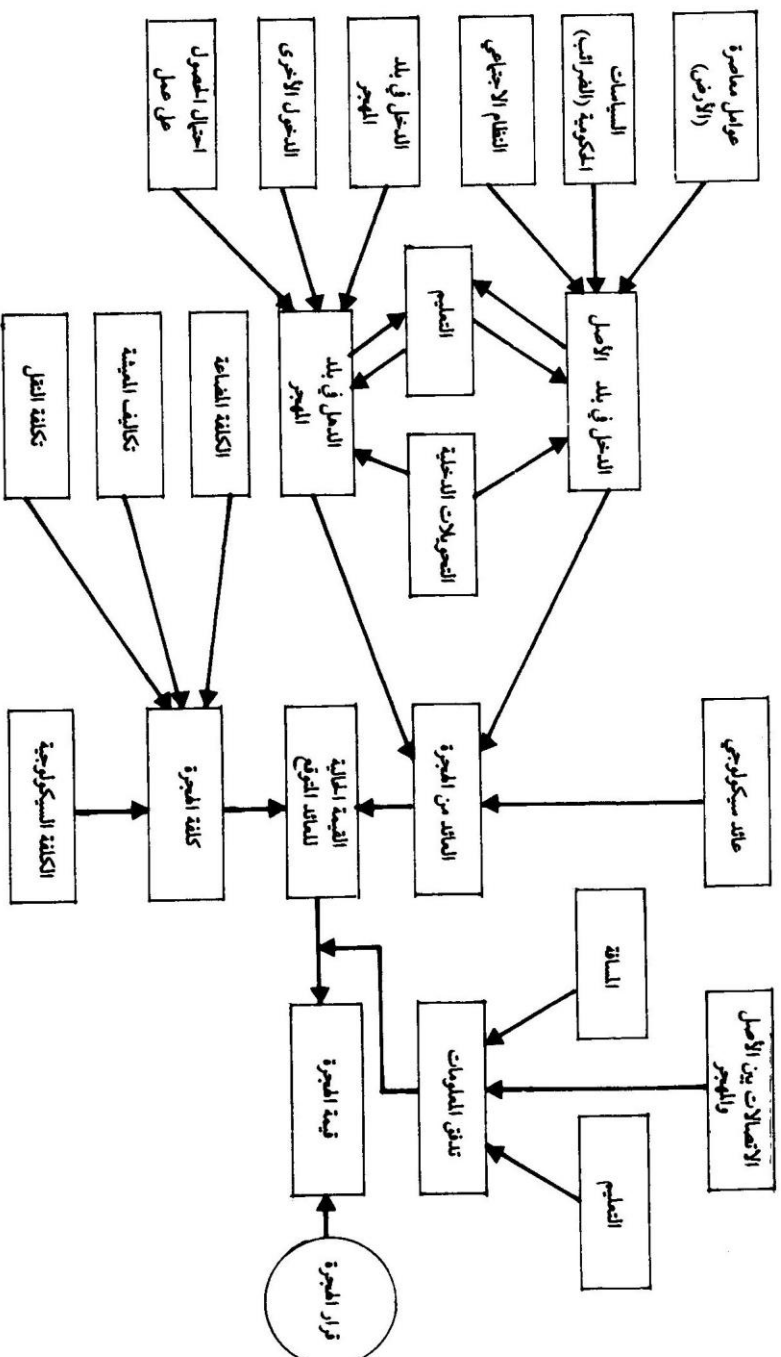 عوامل معاصرة
(الأرض)
السياسات
الحكومية (الضرائب)
النظام الاجتماعي
الدخل في بلد
المهجر
الدخول الأخرى
احتمال الحصول
على عمل
الدخل في بلد الأصل
التعليم
التحويلات الدخلية
الدهل في بلد
المهجر
الكلفة المضاعة
تكاليف المعيشة
تكلفة النقل
عائد سيكولوجي
العائد من الهجرة
القيمة الحالية
للعائد المتوقع
كلفة الهجرة
الكلفة السيكولوجية
الاتصالات بين الأصل
والمهجر
المسافة
التعليم
تدفق المعلومات
قيمة الهجرة
قرار الهجرة